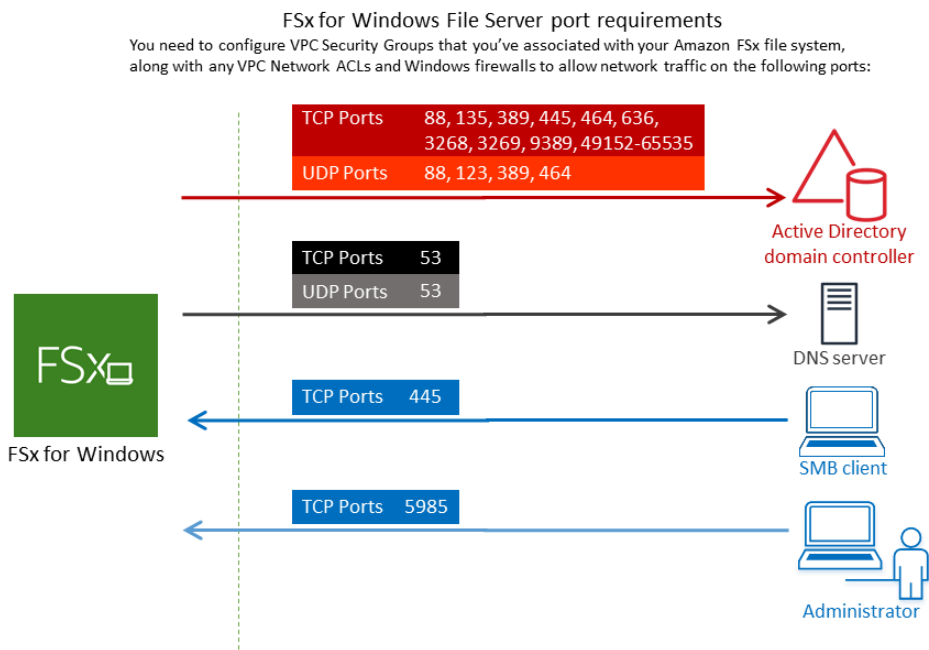 FSx for Windows File Server port requirements
You need to configure VPC Security Groups that you've associated with your Amazon FSx file system,
along with any VPC Network ACLs and Windows firewalls to allow network traffic on the following ports:
TCP Ports 88, 135, 389, 445, 464, 636,
3268, 3269, 9389, 49152-65535
UDP Ports 88, 123, 389, 464
Active Directory
domain controller
TCP Ports 53
UDP Ports 53
DNS server
FSx
FSx for Windows
TCP Ports 445
SMB client
TCP Ports 5985
Administrator